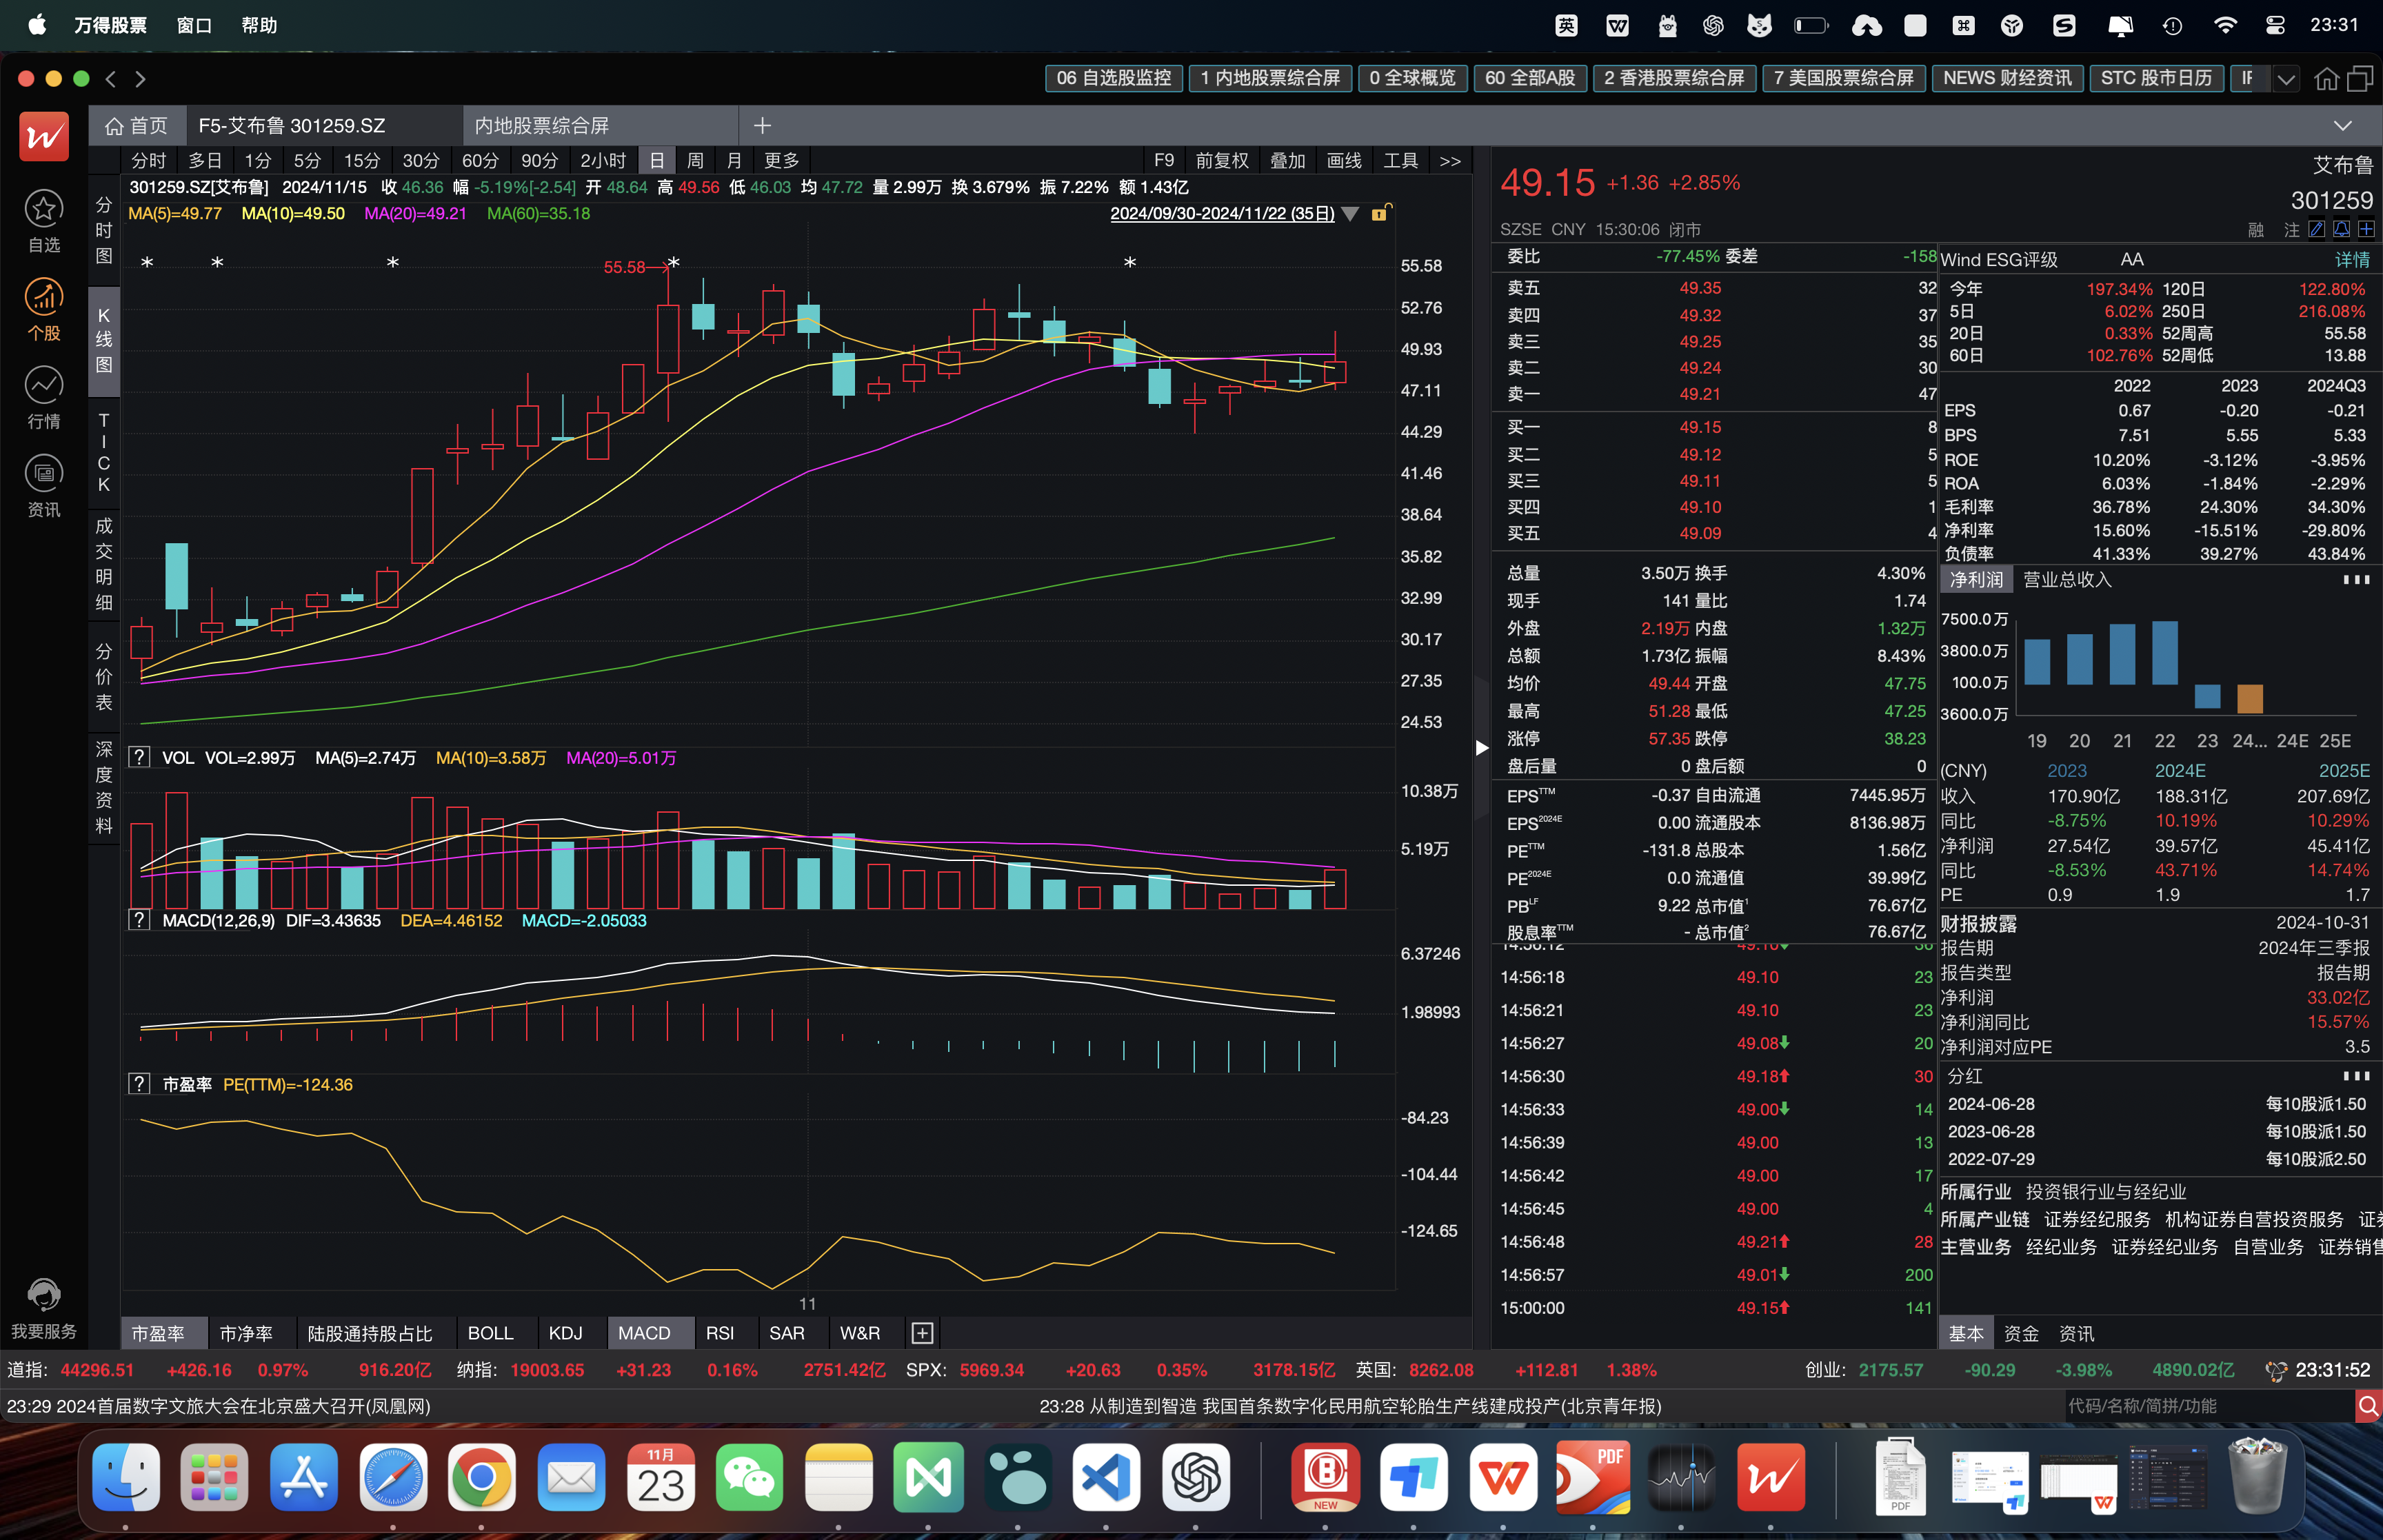 万得股票 窗口 帮助 英 23:31
06 自选股监控 1 内地股票综合屏 0 全球概览 60 全部A股 2 香港股票综合屏 7 美国股票综合屏 NEWS 财经资讯 STC 股市日历
首页 F5-艾布鲁 301259.SZ 内地股票综合屏
自选
个股
行情
资讯
我要服务
分时图
K线图
TICK
成交明细
分价表
深度资料
分时 多日 1分 5分 15分 30分 60分 90分 2小时 日 周 月 更多 F9 前复权 叠加 画线 工具 >>
301259.SZ[艾布鲁] 2024/11/15 收 46.36 幅 -5.19%[-2.54] 开 48.64 高 49.56 低 46.03 均 47.72 量 2.99万 换 3.679% 振 7.22% 额 1.43亿
MA(5)=49.77 MA(10)=49.50 MA(20)=49.21 MA(60)=35.18 2024/09/30-2024/11/22 (35日)
* * * 55.58 * *
55.58
52.76
49.93
47.11
44.29
41.46
38.64
35.82
32.99
30.17
27.35
24.53
? VOL VOL=2.99万 MA(5)=2.74万 MA(10)=3.58万 MA(20)=5.01万
10.38万
5.19万
? MACD(12,26,9) DIF=3.43635 DEA=4.46152 MACD=-2.05033
6.37246
1.98993
? 市盈率 PE(TTM)=-124.36
-84.23
-104.44
-124.65
11
市盈率 市净率 陆股通持股占比 BOLL KDJ MACD RSI SAR W&R
49.15 +1.36 +2.85%
艾布鲁
301259
SZSE CNY 15:30:06 闭市 融 注
委比 -77.45% 委差 -158
卖五 49.35 32
卖四 49.32 37
卖三 49.25 35
卖二 49.24 30
卖一 49.21 47
买一 49.15 8
买二 49.12 5
买三 49.11 5
买四 49.10 1
买五 49.09 4
总量 3.50万 换手 4.30%
现手 141 量比 1.74
外盘 2.19万 内盘 1.32万
总额 1.73亿 振幅 8.43%
均价 49.44 开盘 47.75
最高 51.28 最低 47.25
涨停 57.35 跌停 38.23
盘后量 0 盘后额 0
EPSTTM -0.37 自由流通 7445.95万
EPS2024E 0.00 流通股本 8136.98万
PETTM -131.8 总股本 1.56亿
PE2024E 0.0 流通值 39.99亿
PBLF 9.22 总市值1 76.67亿
股息率TTM - 总市值2 76.67亿
14:56:12 49.10 36
14:56:18 49.10 23
14:56:21 49.10 23
14:56:27 49.08 20
14:56:30 49.18 30
14:56:33 49.00 14
14:56:39 49.00 13
14:56:42 49.00 17
14:56:45 49.00 4
14:56:48 49.21 28
14:56:57 49.01 200
15:00:00 49.15 141
Wind ESG评级 AA 详情
今年 197.34% 120日 122.80%
5日 6.02% 250日 216.08%
20日 0.33% 52周高 55.58
60日 102.76% 52周低 13.88
2022 2023 2024Q3
EPS 0.67 -0.20 -0.21
BPS 7.51 5.55 5.33
ROE 10.20% -3.12% -3.95%
ROA 6.03% -1.84% -2.29%
毛利率 36.78% 24.30% 34.30%
净利率 15.60% -15.51% -29.80%
负债率 41.33% 39.27% 43.84%
净利润 营业总收入
7500.0万
3800.0万
100.0万
3600.0万
19 20 21 22 23 24... 24E 25E
(CNY) 2023 2024E 2025E
收入 170.90亿 188.31亿 207.69亿
同比 -8.75% 10.19% 10.29%
净利润 27.54亿 39.57亿 45.41亿
同比 -8.53% 43.71% 14.74%
PE 0.9 1.9 1.7
财报披露 2024-10-31
报告期 2024年三季报
报告类型 报告期
净利润 33.02亿
净利润同比 15.57%
净利润对应PE 3.5
分红
2024-06-28 每10股派1.50
2023-06-28 每10股派1.50
2022-07-29 每10股派2.50
所属行业 投资银行业与经纪业
所属产业链 证券经纪服务 机构证券自营投资服务
主营业务 经纪业务 证券经纪业务 自营业务 证券销售
基本 资金 资讯
道指: 44296.51 +426.16 0.97% 916.20亿 纳指: 19003.65 +31.23 0.16% 2751.42亿 SPX: 5969.34 +20.63 0.35% 3178.15亿 英国: 8262.08 +112.81 1.38% 创业: 2175.57 -90.29 -3.98% 4890.02亿 23:31:52
23:29 2024首届数字文旅大会在北京盛大召开(凤凰网) 23:28 从制造到智造 我国首条数字化民用航空轮胎生产线建成投产(北京青年报) 代码/名称/简拼/功能
11月
23
NEW
PDF
PDF